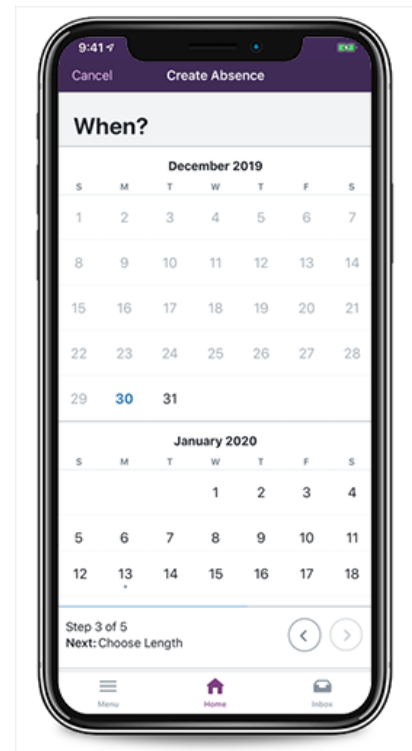 9:41
Cancel Create Absence
When?
December 2019
S M T W T F S
1 2 3 4 5 6 7
8 9 10 11 12 13 14
15 16 17 18 19 20 21
22 23 24 25 26 27 28
29 30 31
January 2020
S M T W T F S
1 2 3 4
5 6 7 8 9 10 11
12 13 14 15 16 17 18
Step 3 of 5
Next: Choose Length
Menu Home Inbox